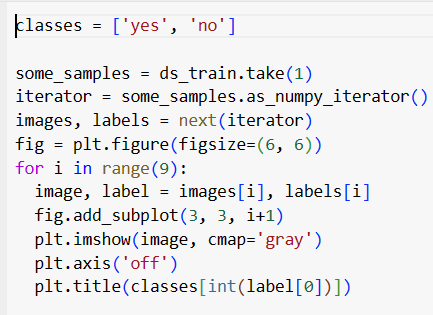 classes = ['yes', 'no']
some_samples = ds_train.take(1)
iterator = some_samples.as_numpy_iterator()
images, labels = next(iterator)
fig = plt.figure(figsize=(6, 6))
for i in range(9):
  image, label = images[i], labels[i]
  fig.add_subplot(3, 3, i+1)
  plt.imshow(image, cmap='gray')
  plt.axis('off')
  plt.title(classes[int(label[0])])